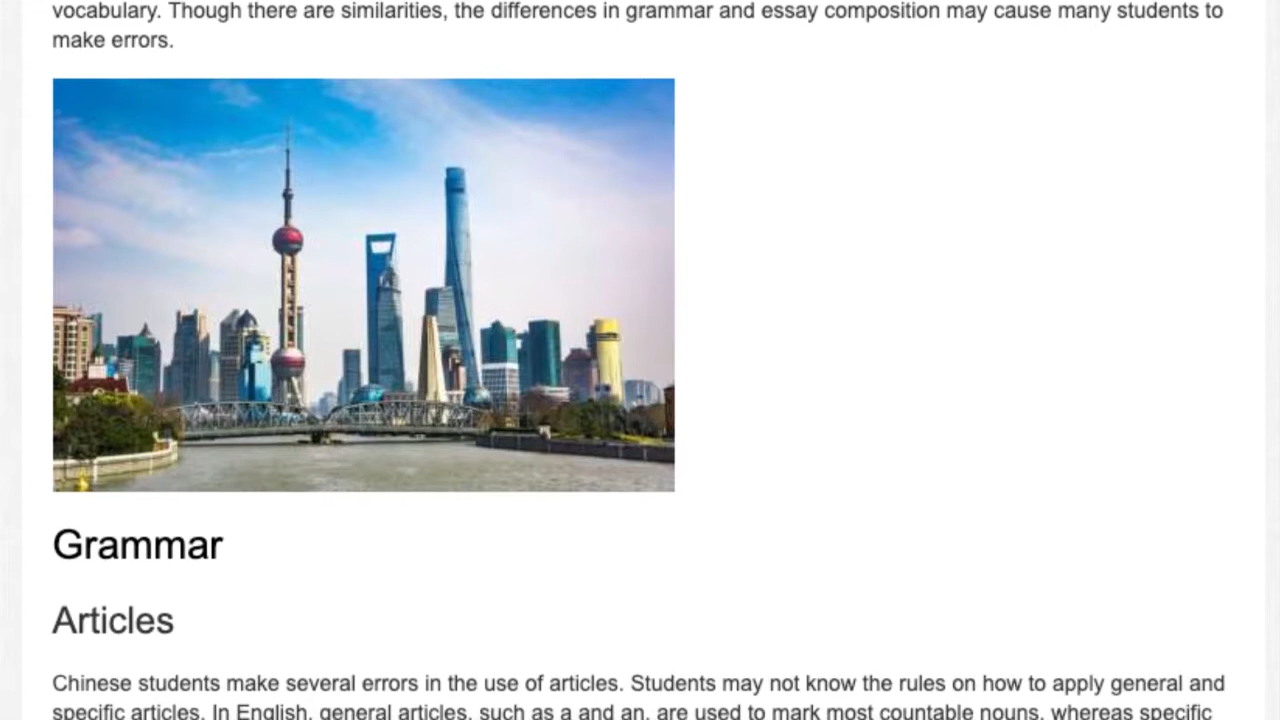 vocabulary. Though there are similarities, the differences in grammar and essay composition may cause many students to
make errors.
Grammar
Articles
Chinese students make several errors in the use of articles. Students may not know the rules on how to apply general and
specific articles. In English, general articles, such as a and an, are used to mark most countable nouns, whereas specific